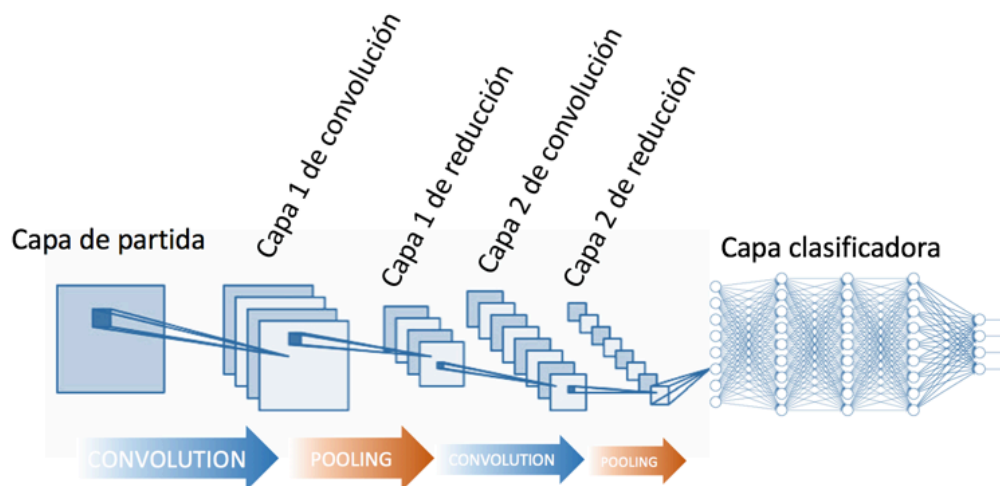 Capa de partida
Capa 1 de convolución
Capa 1 de reducción
Capa 2 de convolución
Capa 2 de reducción
Capa clasificadora
CONVOLUTION
POOLING
CONVOLUTION
POOLING